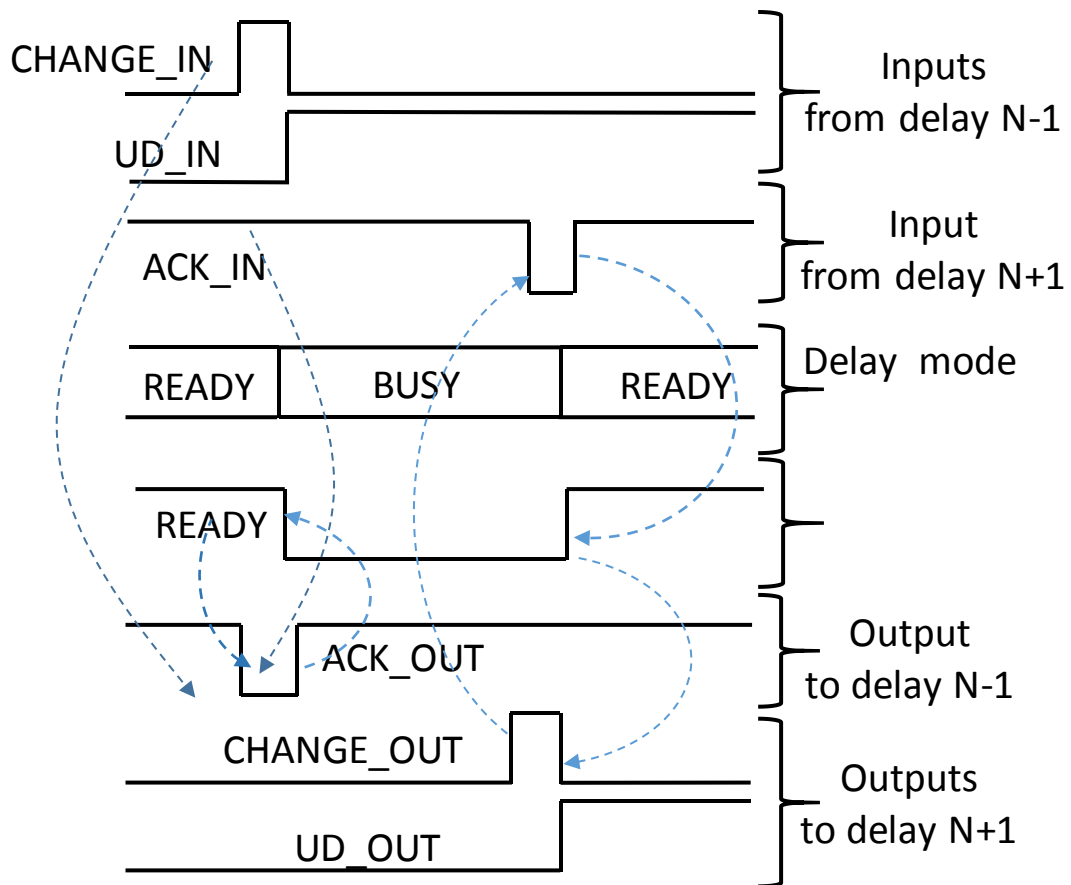 CHANGE_IN
Inputs
from delay N-1
UD_IN
ACK_IN
Input
from delay N+1
READY
BUSY
READY
Delay mode
READY
ACK_OUT
Output
to delay N-1
CHANGE_OUT
Outputs
to delay N+1
UD_OUT